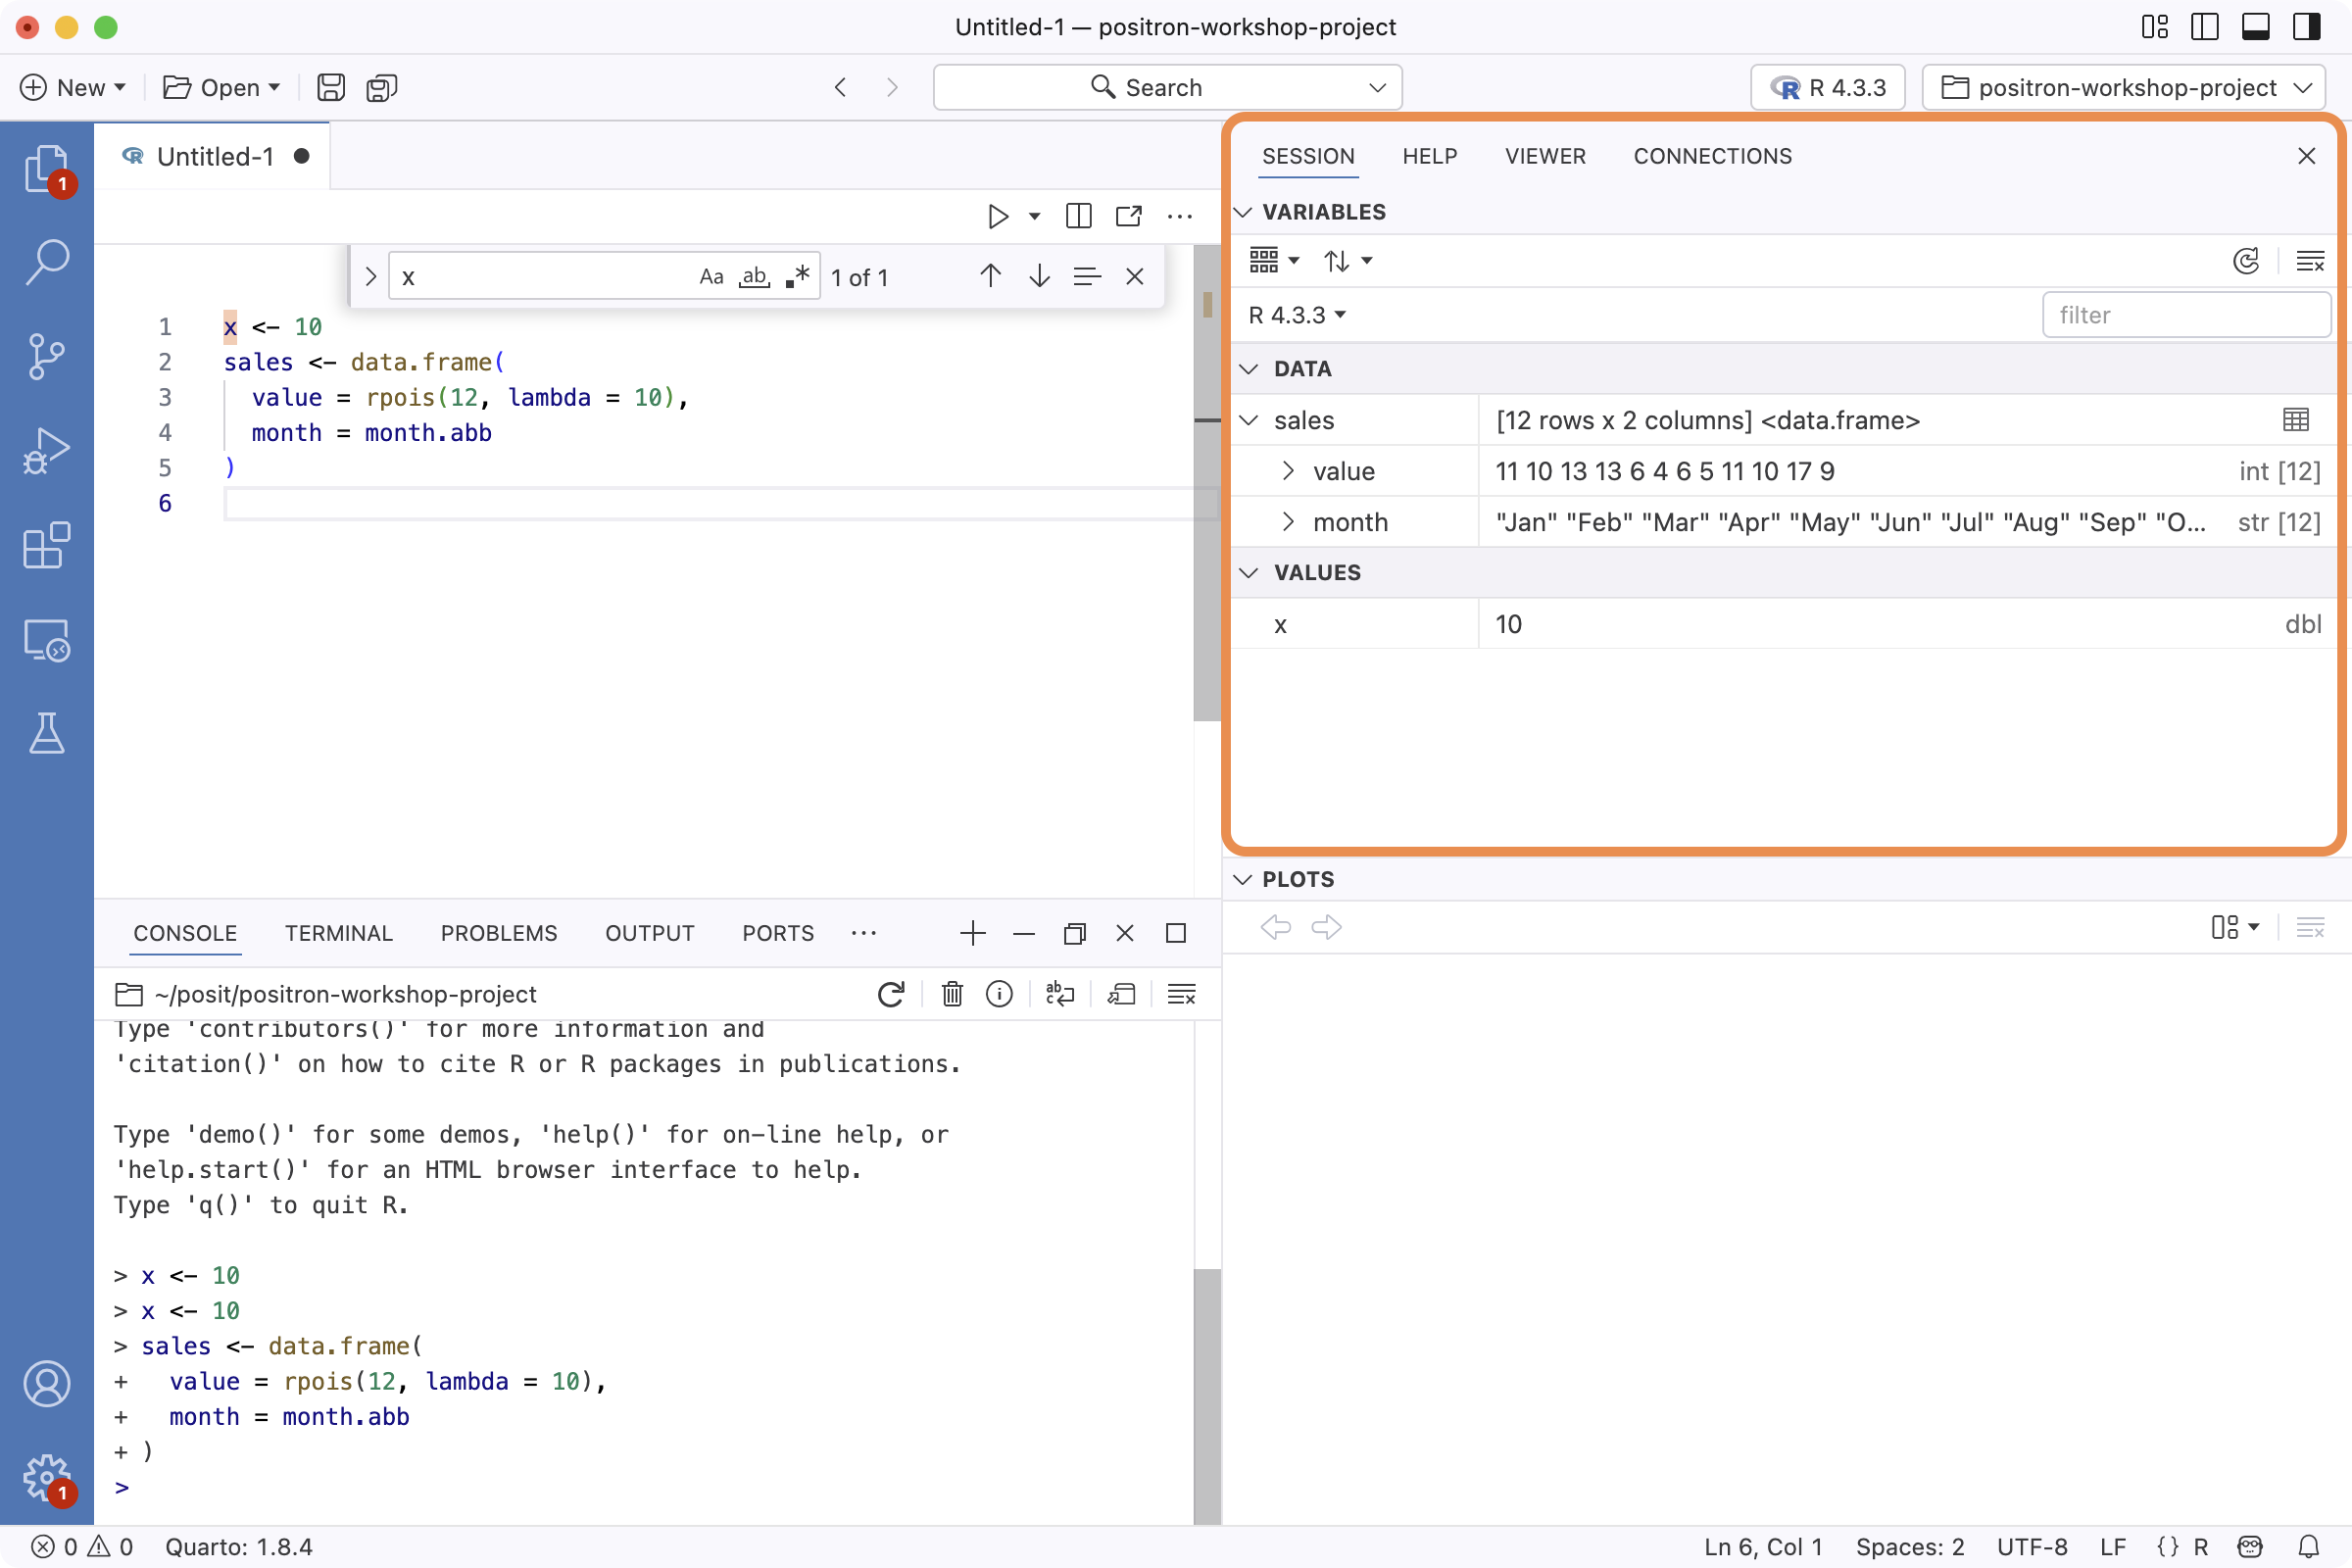 Untitled-1 — positron-workshop-project
New
Open
Search
R 4.3.3
positron-workshop-project
1
Untitled-1
x
Aa
ab
.*
1 of 1
1 x <- 10
2 sales <- data.frame(
3 value = rpois(12, lambda = 10),
4 month = month.abb
5 )
6
SESSION HELP VIEWER CONNECTIONS
VARIABLES
R 4.3.3
filter
DATA
sales [12 rows x 2 columns] <data.frame>
value 11 10 13 13 6 4 6 5 11 10 17 9 int [12]
month "Jan" "Feb" "Mar" "Apr" "May" "Jun" "Jul" "Aug" "Sep" "O... str [12]
VALUES
x 10 dbl
PLOTS
CONSOLE TERMINAL PROBLEMS OUTPUT PORTS
~/posit/positron-workshop-project
Type 'contributors()' for more information and
'citation()' on how to cite R or R packages in publications.
Type 'demo()' for some demos, 'help()' for on-line help, or
'help.start()' for an HTML browser interface to help.
Type 'q()' to quit R.
> x <- 10
> x <- 10
> sales <- data.frame(
+ value = rpois(12, lambda = 10),
+ month = month.abb
+ )
>
1
0 0 Quarto: 1.8.4
Ln 6, Col 1 Spaces: 2 UTF-8 LF {} R